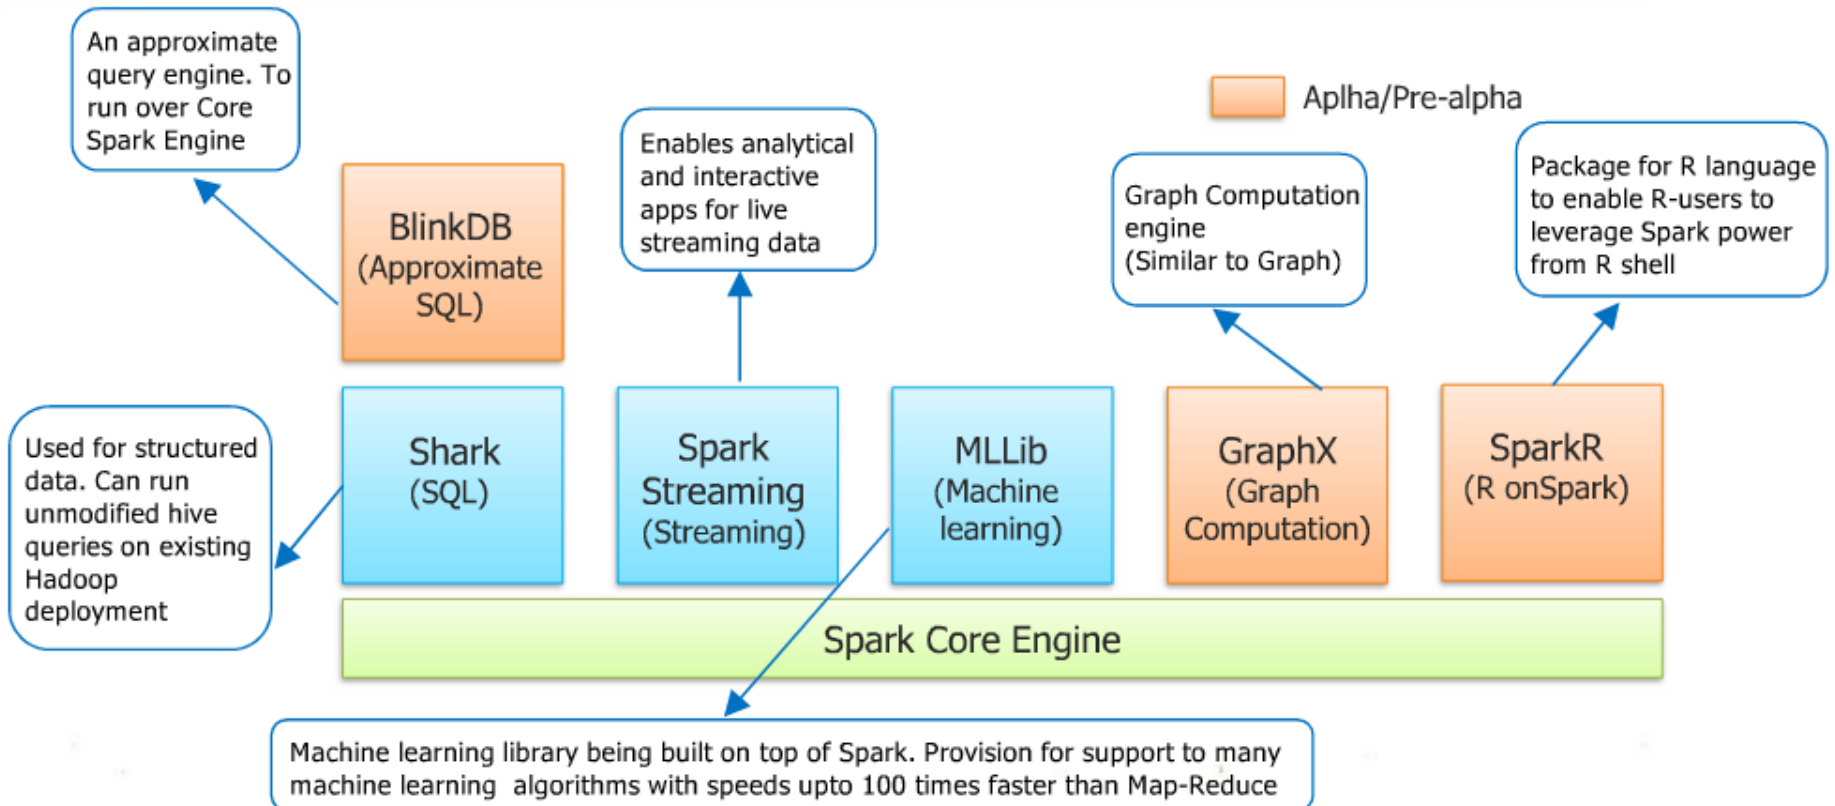 An approximate
query engine. To
run over Core
Spark Engine
Aplha/Pre-alpha
Enables analytical
and interactive
apps for live
streaming data
Graph Computation
engine
(Similar to Graph)
Package for R language
to enable R-users to
leverage Spark power
from R shell
BlinkDB
(Approximate
SQL)
Used for structured
data. Can run
unmodified hive
queries on existing
Hadoop
deployment
Shark
(SQL)
Spark
Streaming
(Streaming)
MLLib
(Machine
learning)
GraphX
(Graph
Computation)
SparkR
(R onSpark)
Spark Core Engine
Machine learning library being built on top of Spark. Provision for support to many
machine learning algorithms with speeds upto 100 times faster than Map-Reduce